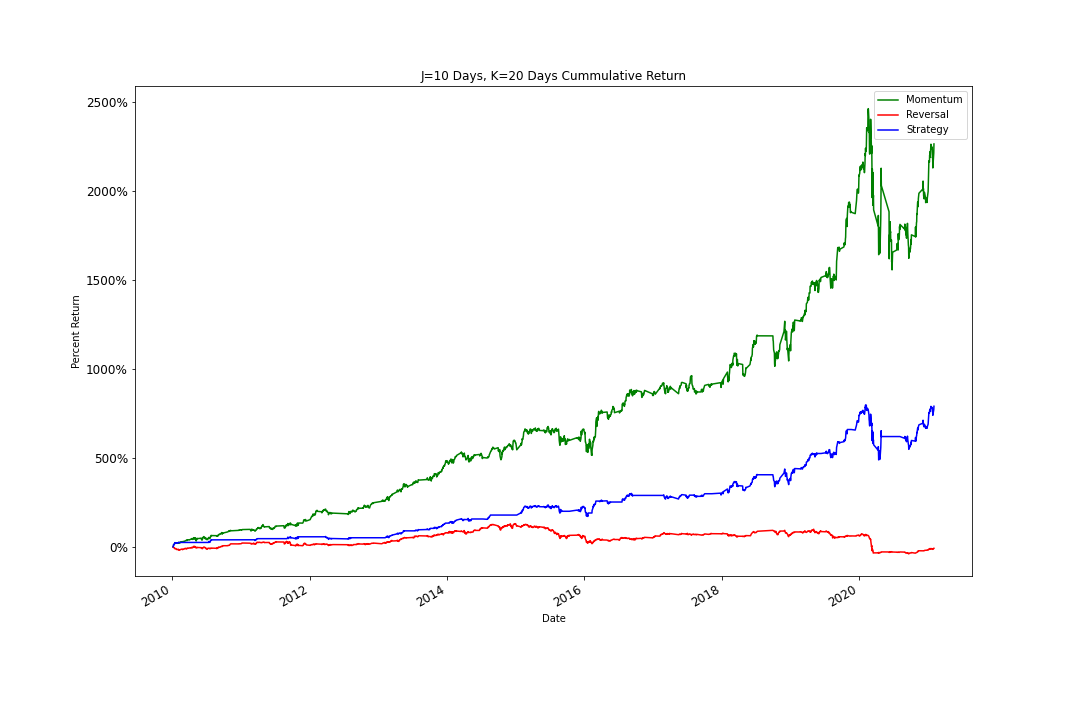 J=10 Days, K=20 Days Cummulative Return
Momentum
Reversal
Strategy
2500%
2000%
1500%
1000%
500%
0%
Percent Return
2010
2012
2014
2016
2018
2020
Date